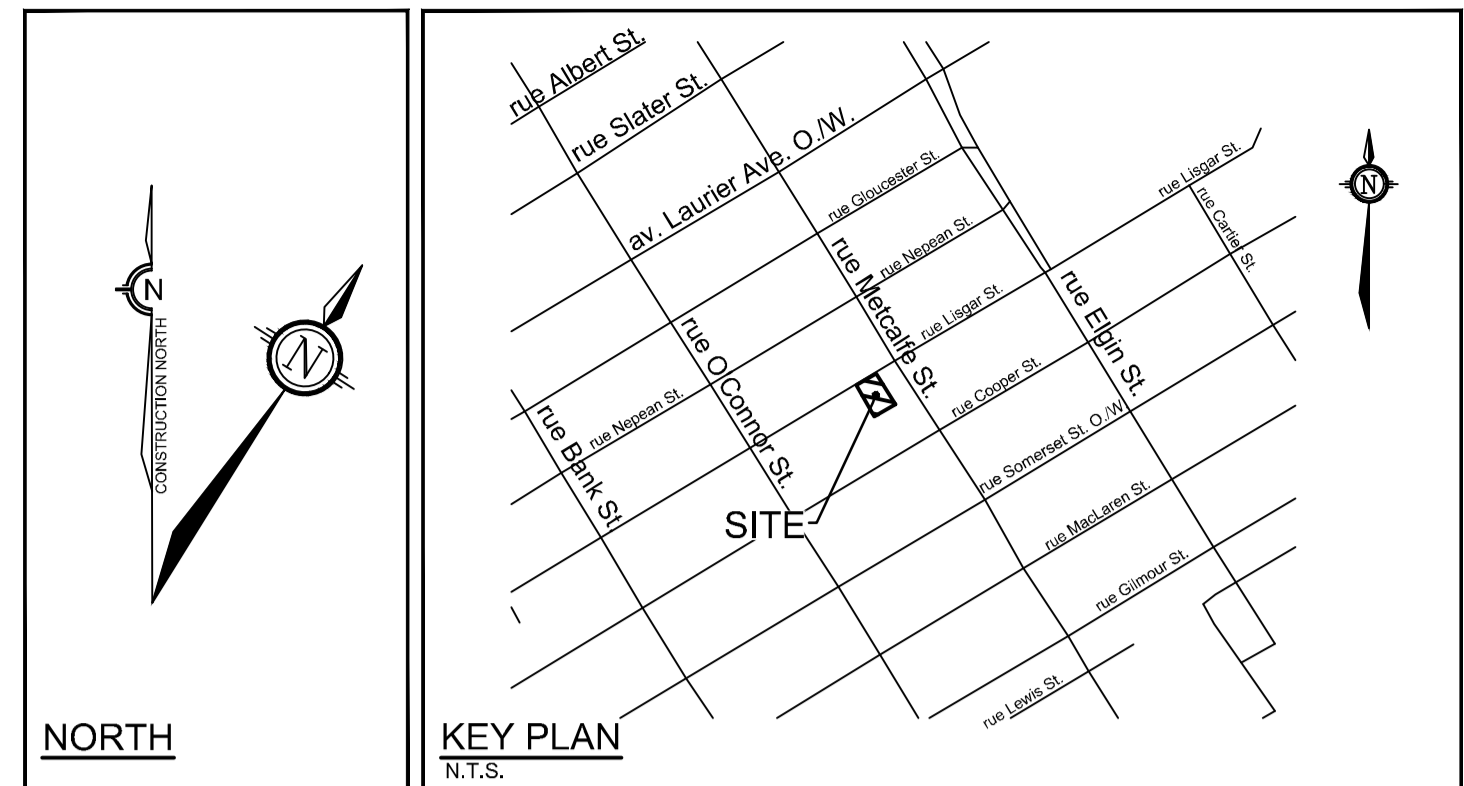 N
CONSTRUCTION NORTH
N
NORTH
rue Albert St.
rue Slater St.
av. Laurier Ave. O./W.
rue Gloucester St.
rue Nepean St.
rue Lisgar St.
rue Metcalfe St.
rue Lisgar St.
rue Cartier St.
N
rue Elgin St.
rue O'Connor St.
rue Cooper St.
rue Nepean St.
rue Bank St.
rue Somerset St. O./W
SITE
rue MacLaren St.
rue Gilmour St.
rue Lewis St.
KEY PLAN
N.T.S.